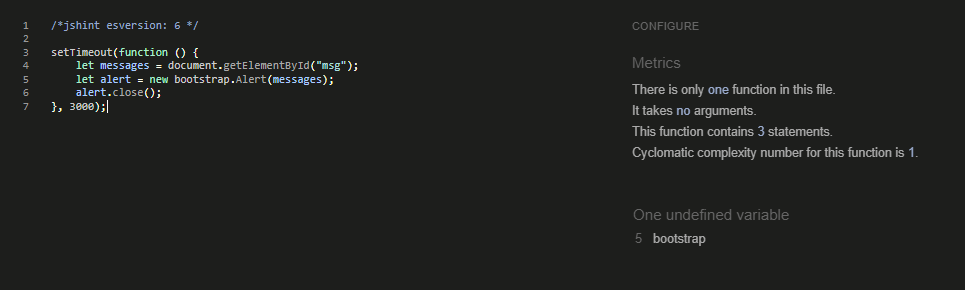 1 /*jshint esversion: 6 */
2
3 setTimeout(function () {
4     let messages = document.getElementById("msg");
5     let alert = new bootstrap.Alert(messages);
6     alert.close();
7 }, 3000);
CONFIGURE
Metrics
There is only one function in this file.
It takes no arguments.
This function contains 3 statements.
Cyclomatic complexity number for this function is 1.
One undefined variable
5 bootstrap